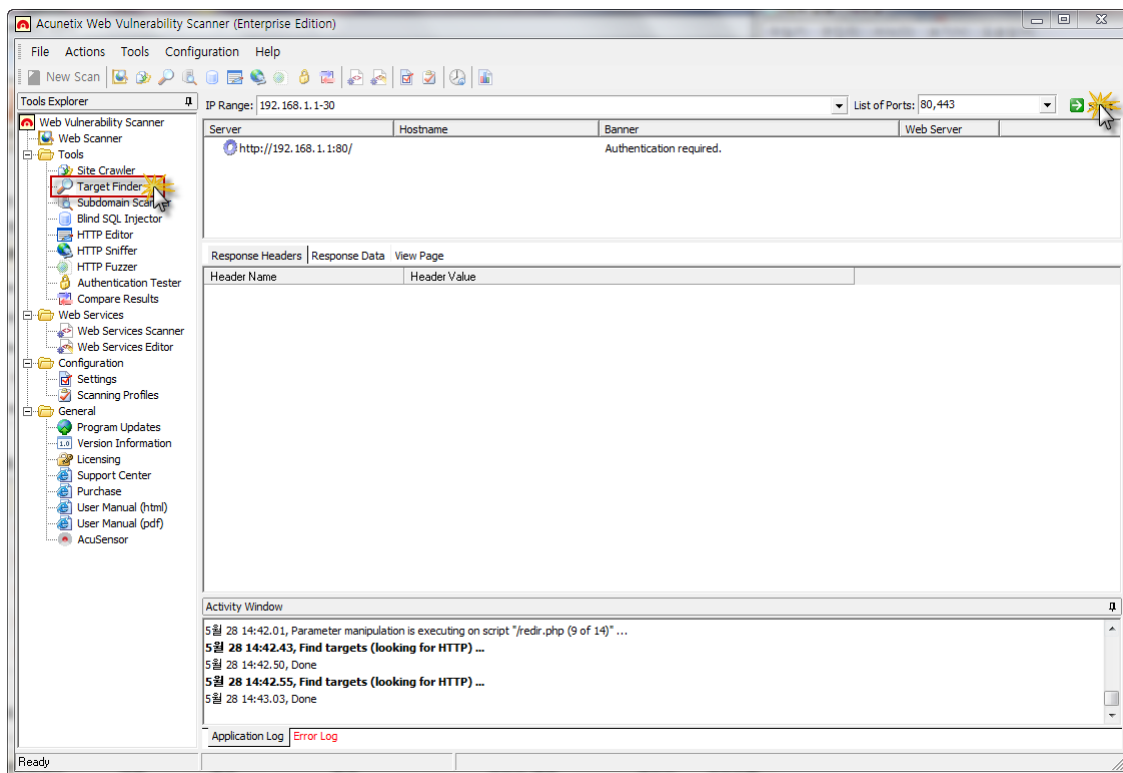 Acunetix Web Vulnerability Scanner (Enterprise Edition)
File Actions Tools Configuration Help
New Scan
Tools Explorer
IP Range: 192.168.1.1-30 List of Ports: 80,443
Web Vulnerability Scanner
Web Scanner
Tools
Site Crawler
Target Finder
Subdomain Scanner
Blind SQL Injector
HTTP Editor
HTTP Sniffer
HTTP Fuzzer
Authentication Tester
Compare Results
Web Services
Web Services Scanner
Web Services Editor
Configuration
Settings
Scanning Profiles
General
Program Updates
Version Information
Licensing
Support Center
Purchase
User Manual (html)
User Manual (pdf)
AcuSensor
Server Hostname Banner Web Server
http://192.168.1.1:80/ Authentication required.
Response Headers Response Data View Page
Header Name Header Value
Activity Window
5월 28 14:42.01, Parameter manipulation is executing on script "/redir.php (9 of 14)" ...
5월 28 14:42.43, Find targets (looking for HTTP) ...
5월 28 14:42.50, Done
5월 28 14:42.55, Find targets (looking for HTTP) ...
5월 28 14:43.03, Done
Application Log Error Log
Ready